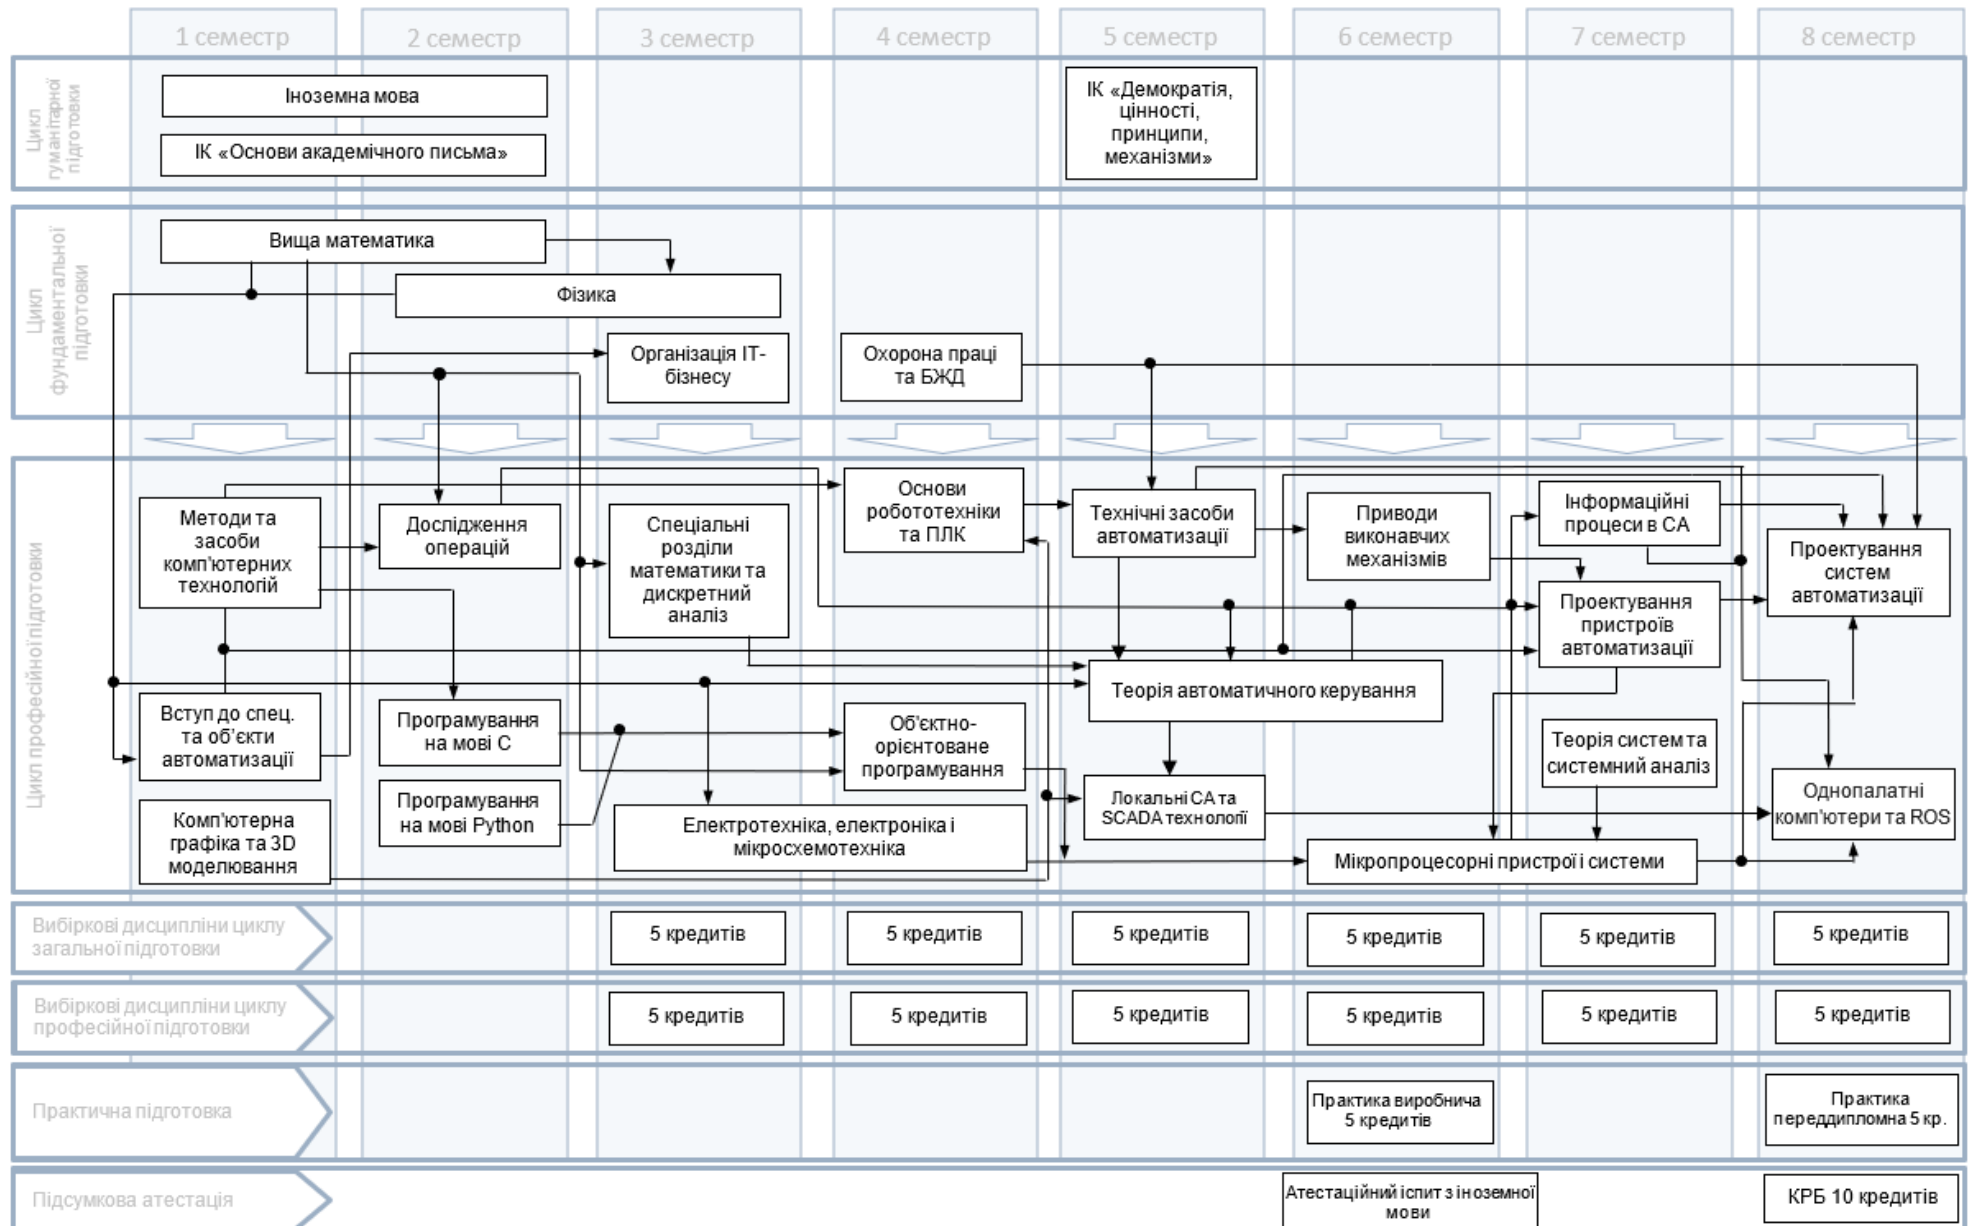 1 семестр
2 семестр
3 семестр
4 семестр
5 семестр
6 семестр
7 семестр
8 семестр
Цикл
гуманітарної
підготовки
Іноземна мова
ІК «Основи академічного письма»
ІК «Демократія,
цінності,
принципи,
механізми»
Цикл
фундаментальної
підготовки
Вища математика
Фізика
Організація ІТ-
бізнесу
Охорона праці
та БЖД
Цикл професійної підготовки
Методи та
засоби
комп'ютерних
технологій
Дослідження
операцій
Спеціальні
розділи
математики та
дискретний
аналіз
Основи
робототехніки
та ПЛК
Технічні засоби
автоматизації
Приводи
виконавчих
механізмів
Інформаційні
процеси в СА
Проектування
систем
автоматизації
Проектування
пристроїв
автоматизації
Теорія автоматичного керування
Вступ до спец.
та об’єкти
автоматизації
Програмування
на мові С
Об'єктно-
орієнтоване
програмування
Теорія систем та
системний аналіз
Програмування
на мові Python
Локальні СА та
SCADA технології
Однопалатні
комп'ютери та ROS
Комп'ютерна
графіка та 3D
моделювання
Електротехніка, електроніка і
мікросхемотехніка
Мікропроцесорні пристрої і системи
Вибіркові дисципліни циклу
загальної підготовки
5 кредитів
5 кредитів
5 кредитів
5 кредитів
5 кредитів
5 кредитів
Вибіркові дисципліни циклу
професійної підготовки
5 кредитів
5 кредитів
5 кредитів
5 кредитів
5 кредитів
5 кредитів
Практична підготовка
Практика виробнича
5 кредитів
Практика
переддипломна 5 кр.
Підсумкова атестація
Атестаційний іспит з іноземної
мови
КРБ 10 кредитів